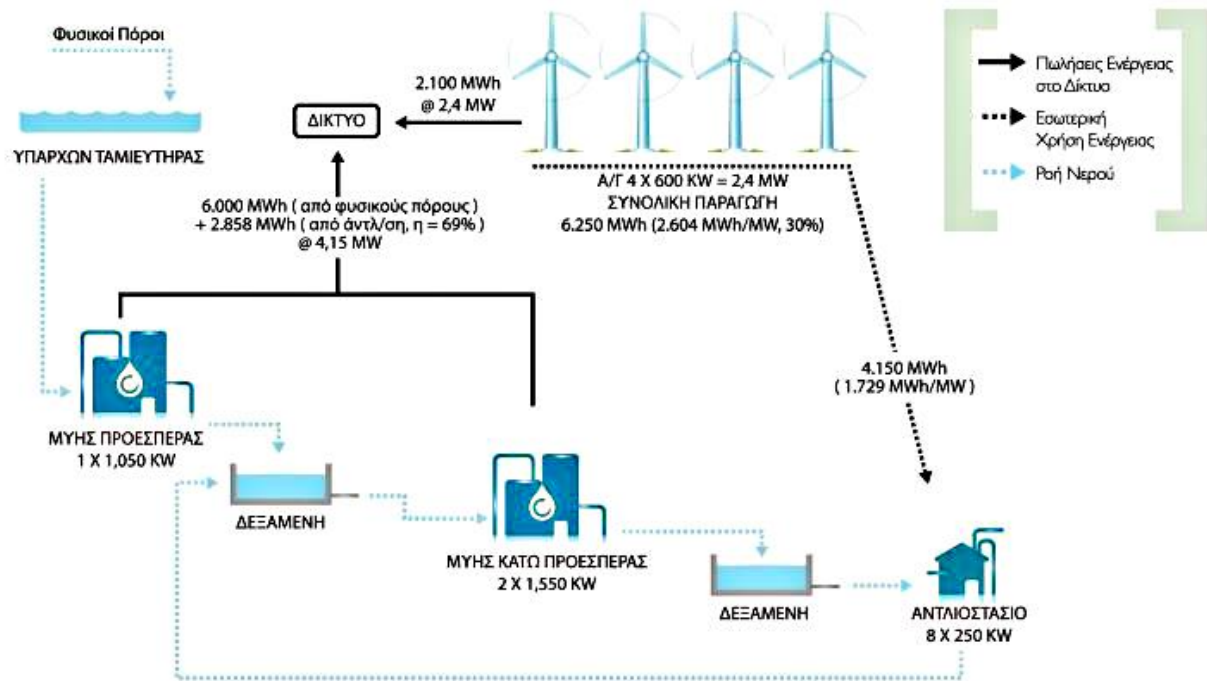 Φυσικοί Πόροι
ΥΠΑΡΧΩΝ ΤΑΜΙΕΥΤΗΡΑΣ
ΔΙΚΤΥΟ
2.100 MWh
@ 2,4 MW
Πωλήσεις Ενέργειας
στο Δίκτυο
Εσωτερική
Χρήση Ενέργειας
Ροή Νερού
Α/Γ 4 Χ 600 KW = 2,4 MW
ΣΥΝΟΛΙΚΗ ΠΑΡΑΓΩΓΗ
6.250 MWh (2.604 MWh/MW, 30%)
6.000 MWh ( από φυσικούς πόρους )
+ 2.858 MWh ( από άντλ/ση, η = 69% )
@ 4,15 MW
4.150 MWh
( 1.729 MWh/MW )
ΜΥΗΣ ΠΡΟΕΣΠΕΡΑΣ
1 X 1,050 KW
ΔΕΞΑΜΕΝΗ
ΜΥΗΣ ΚΑΤΩ ΠΡΟΕΣΠΕΡΑΣ
2 X 1,550 KW
ΔΕΞΑΜΕΝΗ
ΑΝΤΛΙΟΣΤΑΣΙΟ
8 X 250 KW